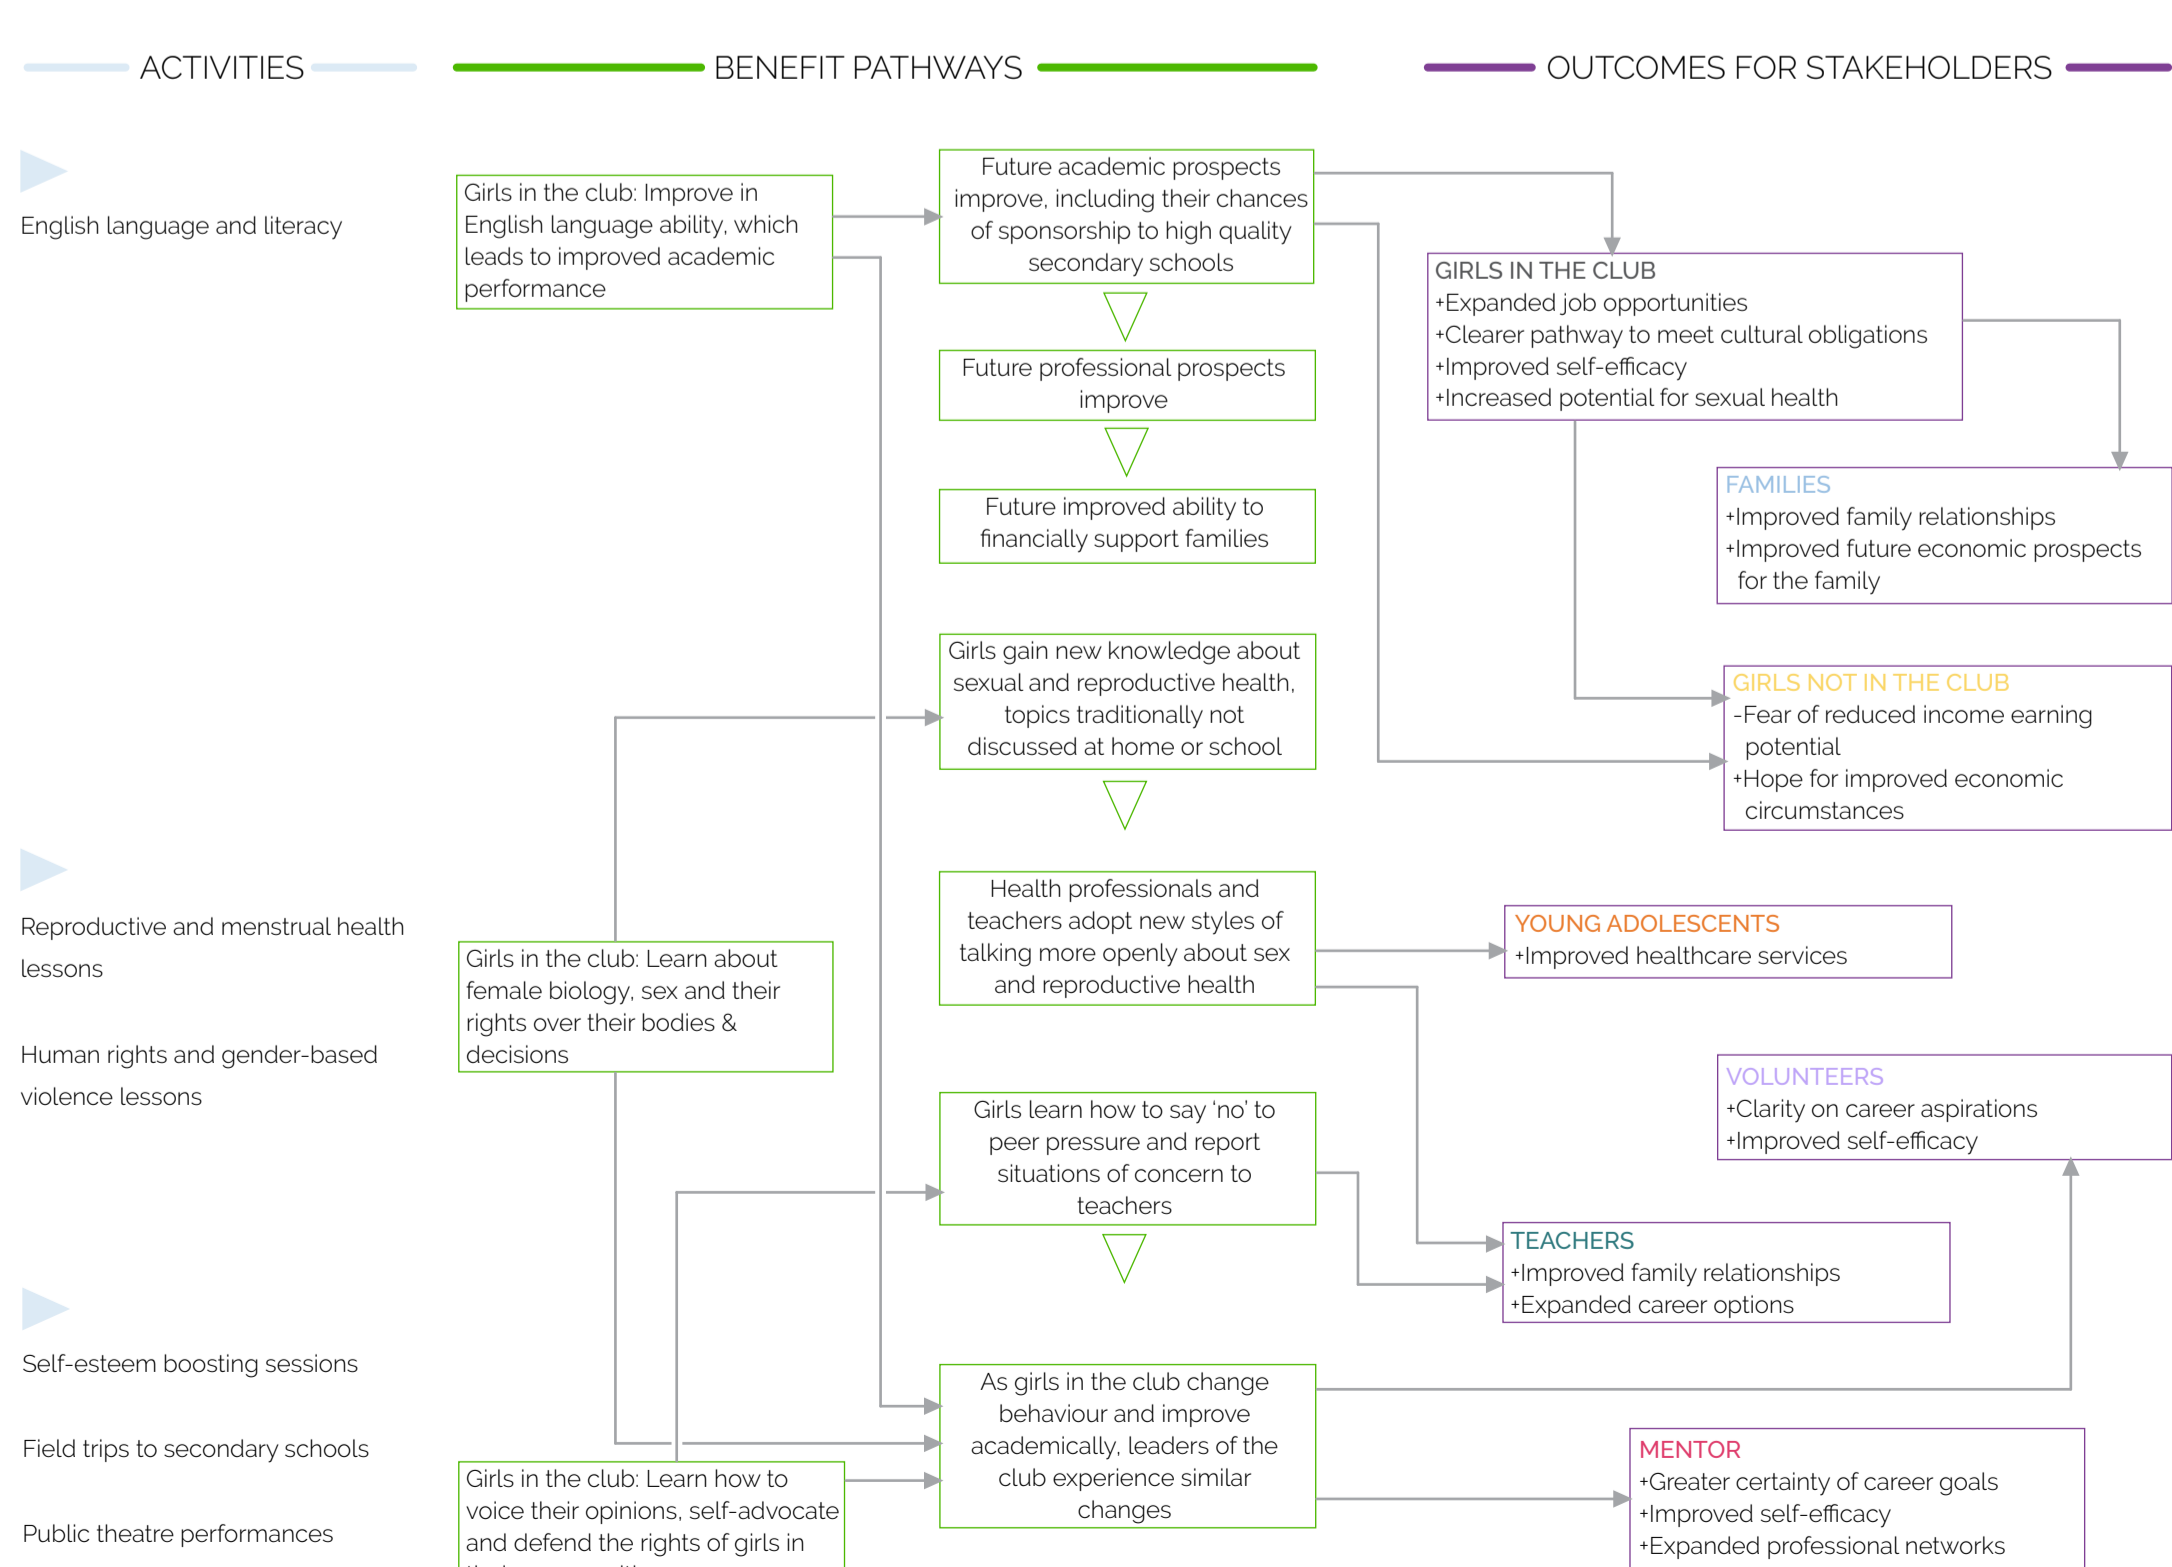 ACTIVITIES
BENEFIT PATHWAYS
OUTCOMES FOR STAKEHOLDERS
English language and literacy
Reproductive and menstrual health
lessons
Human rights and gender-based
violence lessons
Self-esteem boosting sessions
Field trips to secondary schools
Public theatre performances
Girls in the club: Improve in
English language ability, which
leads to improved academic
performance
Girls in the club: Learn about
female biology, sex and their
rights over their bodies &
decisions
Girls in the club: Learn how to
voice their opinions, self-advocate
and defend the rights of girls in
Future academic prospects
improve, including their chances
of sponsorship to high quality
secondary schools
Future professional prospects
improve
Future improved ability to
financially support families
Girls gain new knowledge about
sexual and reproductive health,
topics traditionally not
discussed at home or school
Health professionals and
teachers adopt new styles of
talking more openly about sex
and reproductive health
Girls learn how to say ‘no’ to
peer pressure and report
situations of concern to
teachers
As girls in the club change
behaviour and improve
academically, leaders of the
club experience similar
changes
GIRLS IN THE CLUB
+Expanded job opportunities
+Clearer pathway to meet cultural obligations
+Improved self-efficacy
+Increased potential for sexual health
FAMILIES
+Improved family relationships
+Improved future economic prospects
for the family
GIRLS NOT IN THE CLUB
-Fear of reduced income earning
potential
+Hope for improved economic
circumstances
YOUNG ADOLESCENTS
+Improved healthcare services
VOLUNTEERS
+Clarity on career aspirations
+Improved self-efficacy
TEACHERS
+Improved family relationships
+Expanded career options
MENTOR
+Greater certainty of career goals
+Improved self-efficacy
+Expanded professional networks